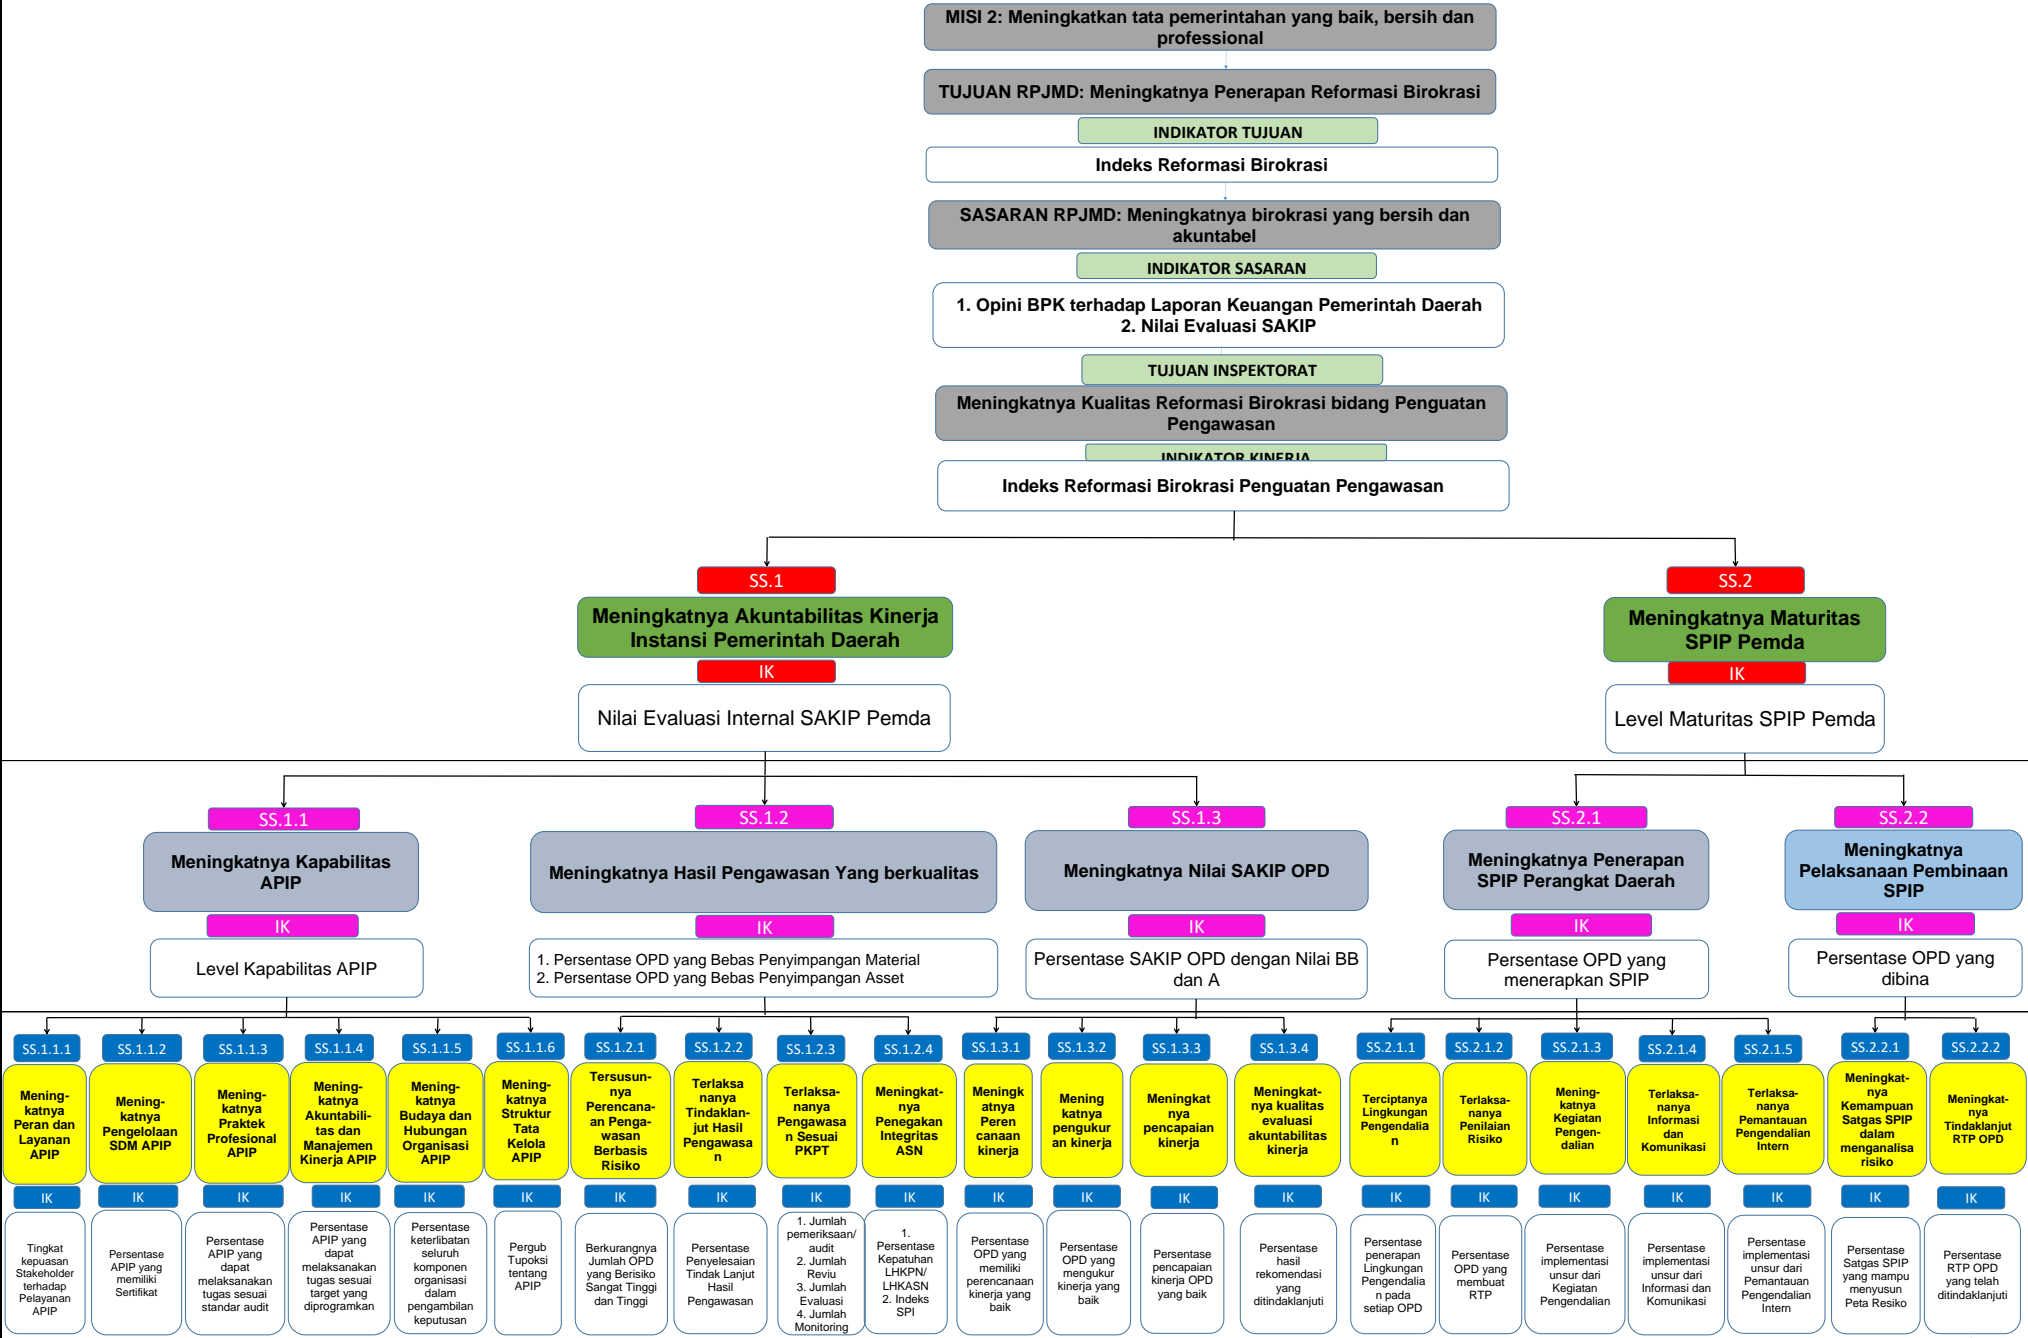 MISI 2: Meningkatkan tata pemerintahan yang baik, bersih dan
professional
TUJUAN RPJMD: Meningkatnya Penerapan Reformasi Birokrasi
INDIKATOR TUJUAN
Indeks Reformasi Birokrasi
SASARAN RPJMD: Meningkatnya birokrasi yang bersih dan
akuntabel
INDIKATOR SASARAN
1. Opini BPK terhadap Laporan Keuangan Pemerintah Daerah
2. Nilai Evaluasi SAKIP
TUJUAN INSPEKTORAT
Meningkatnya Kualitas Reformasi Birokrasi bidang Penguatan
Pengawasan
INDIKATOR KINERJA
Indeks Reformasi Birokrasi Penguatan Pengawasan
SS.1
Meningkatnya Akuntabilitas Kinerja
Instansi Pemerintah Daerah
IK
Nilai Evaluasi Internal SAKIP Pemda
SS.2
Meningkatnya Maturitas
SPIP Pemda
IK
Level Maturitas SPIP Pemda
SS.1.1
Meningkatnya Kapabilitas
APIP
IK
Level Kapabilitas APIP
SS.1.2
Meningkatnya Hasil Pengawasan Yang berkualitas
IK
1. Persentase OPD yang Bebas Penyimpangan Material
2. Persentase OPD yang Bebas Penyimpangan Asset
SS.1.3
Meningkatnya Nilai SAKIP OPD
IK
Persentase SAKIP OPD dengan Nilai BB
dan A
SS.2.1
Meningkatnya Penerapan
SPIP Perangkat Daerah
IK
Persentase OPD yang
menerapkan SPIP
SS.2.2
Meningkatnya
Pelaksanaan Pembinaan
SPIP
IK
Persentase OPD yang
dibina
SS.1.1.1
Mening-
katnya
Peran dan
Layanan
APIP
IK
Tingkat
kepuasan
Stakeholder
terhadap
Pelayanan
APIP
SS.1.1.2
Mening-
katnya
Pengelolaan
SDM APIP
IK
Persentase
APIP yang
memiliki
Sertifikat
SS.1.1.3
Mening-
katnya
Praktek
Profesional
APIP
IK
Persentase
APIP yang
dapat
melaksanakan
tugas sesuai
standar audit
SS.1.1.4
Mening-
katnya
Akuntabili-
tas dan
Manajemen
Kinerja APIP
IK
Persentase
APIP yang
dapat
melaksanakan
tugas sesuai
target yang
diprogramkan
SS.1.1.5
Mening-
katnya
Budaya dan
Hubungan
Organisasi
APIP
IK
Persentase
keterlibatan
seluruh
komponen
organisasi
dalam
pengambilan
keputusan
SS.1.1.6
Mening-
katnya
Struktur
Tata
Kelola
APIP
IK
Pergub
Tupoksi
tentang
APIP
SS.1.2.1
Tersusun-
nya
Perencana-
an Penga-
wasan
Berbasis
Risiko
IK
Berkurangnya
Jumlah OPD
yang Berisiko
Sangat Tinggi
dan Tinggi
SS.1.2.2
Terlaksa
nanya
Tindaklan-
jut Hasil
Pengawasa
n
IK
Persentase
Penyelesaian
Tindak Lanjut
Hasil
Pengawasan
SS.1.2.3
Terlaksa-
nanya
Pengawasa
n Sesuai
PKPT
IK
1. Jumlah
pemeriksaan/
audit
2. Jumlah
Reviu
3. Jumlah
Evaluasi
4. Jumlah
Monitoring
SS.1.2.4
Meningkat-
nya
Penegakan
Integritas
ASN
IK
1.
Persentase
Kepatuhan
LHKPN/
LHKASN
2. Indeks
SPI
SS.1.3.1
Meningk
atnya
Peren
canaan
kinerja
IK
Persentase
OPD yang
memiliki
perencanaan
kinerja yang
baik
SS.1.3.2
Mening
katnya
pengukur
an kinerja
IK
Persentase
OPD yang
mengukur
kinerja yang
baik
SS.1.3.3
Meningkat
nya
pencapaian
kinerja
IK
Persentase
pencapaian
kinerja OPD
yang baik
SS.1.3.4
Meningkat-
nya kualitas
evaluasi
akuntabilitas
kinerja
IK
Persentase
hasil
rekomendasi
yang
ditindaklanjuti
SS.2.1.1
Terciptanya
Lingkungan
Pengendalia
n
IK
Persentase
penerapan
Lingkungan
Pengendalia
n pada
setiap OPD
SS.2.1.2
Terlaksa-
nanya
Penilaian
Risiko
IK
Persentase
OPD yang
membuat
RTP
SS.2.1.3
Mening-
katnya
Kegiatan
Pengen-
dalian
IK
Persentase
implementasi
unsur dari
Kegiatan
Pengendalian
SS.2.1.4
Terlaksa-
nanya
Informasi
dan
Komunikasi
IK
Persentase
implementasi
unsur dari
Informasi dan
Komunikasi
SS.2.1.5
Terlaksa-
nanya
Pemantauan
Pengendalian
Intern
IK
Persentase
implementasi
unsur dari
Pemantauan
Pengendalian
Intern
SS.2.2.1
Meningkat-
nya
Kemampuan
Satgas SPIP
dalam
menganalisa
risiko
IK
Persentase
Satgas SPIP
yang mampu
menyusun
Peta Resiko
SS.2.2.2
Meningkat-
nya
Tindaklanjut
RTP OPD
IK
Persentase
RTP OPD
yang telah
ditindaklanjuti